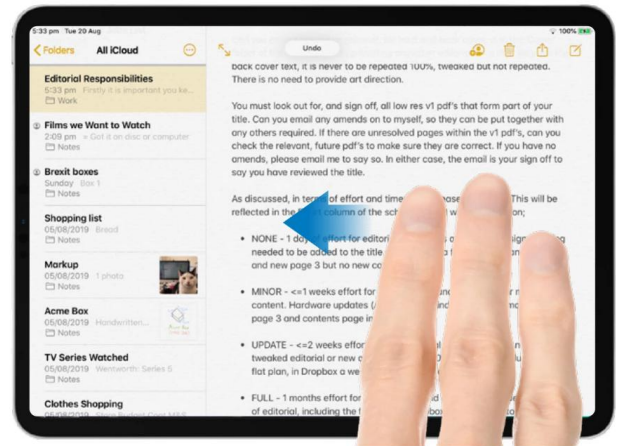 5:33 pm Tue 20 Aug
100%
Folders
All iCloud
Undo
Editorial Responsibilities
5:33 pm Firstly it is important you ke...
Work
Films we Want to Watch
2:09 pm » Got it on disc or computer
Notes
Brexit boxes
Sunday Box 1
Notes
Shopping list
05/08/2019 Bread
Notes
Markup
05/08/2019 1 photo
Notes
Acme Box
05/08/2019 Handwritten...
Notes
TV Series Watched
05/08/2019 Wentworth: Series 5
Notes
Clothes Shopping
05/08/2019
back cover text, it is never to be repeated 100%, tweaked but not repeated.
There is no need to provide art direction.
You must look out for, and sign off, all low res v1 pdf's that form part of your
title. Can you email any amends on to myself, so they can be put together with
any others required. If there are unresolved pages within the v1 pdf's, can you
check the relevant, future pdf's to make sure they are correct. If you have no
amends, please email me to say so. In either case, the email is your sign off to
say you have reviewed the title.
As discussed, in terms of effort and time This will be
reflected in the column of the
• NONE - 1 day of effort for
needed to be added to the title
and new page 3 but no new
• MINOR - <=1 weeks effort for
content. Hardware updates
page 3 and contents page
• UPDATE - <=2 weeks
tweaked editorial or new
flat plan, in Dropbox a
• FULL - 1 months effort for
of editorial, including the